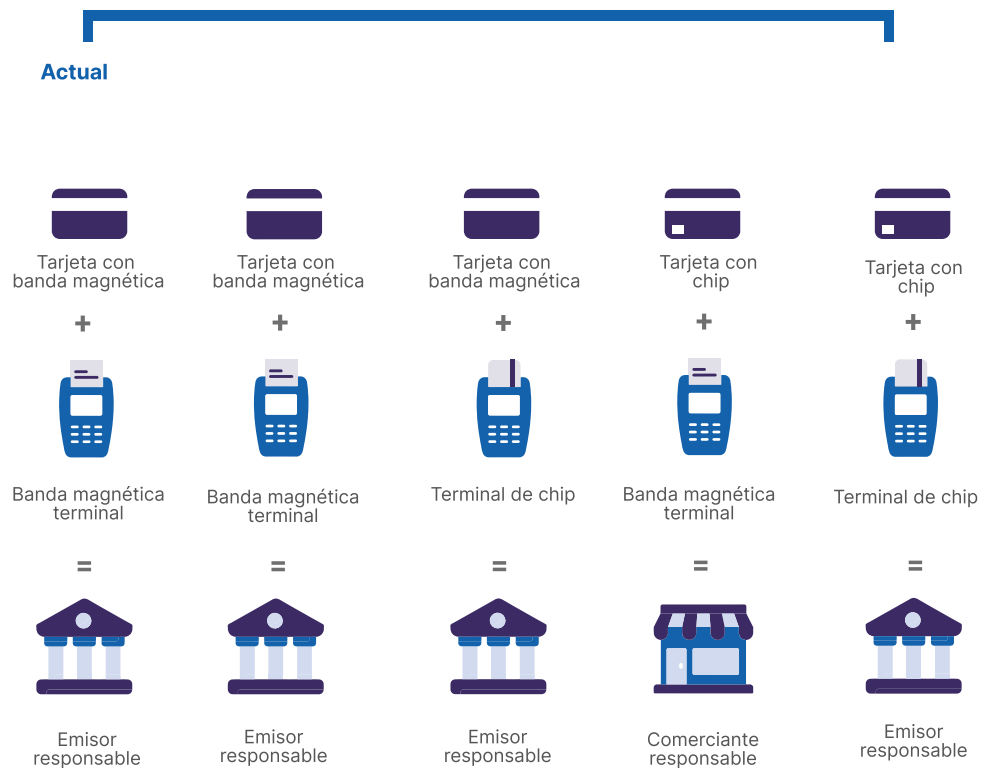 Actual
Tarjeta con
banda magnética
Tarjeta con
banda magnética
Tarjeta con
banda magnética
Tarjeta con
chip
Tarjeta con
chip
+
+
+
+
+
Banda magnética
terminal
Banda magnética
terminal
Terminal de chip
Banda magnética
terminal
Terminal de chip
=
=
=
=
=
Emisor
responsable
Emisor
responsable
Emisor
responsable
Comerciante
responsable
Emisor
responsable